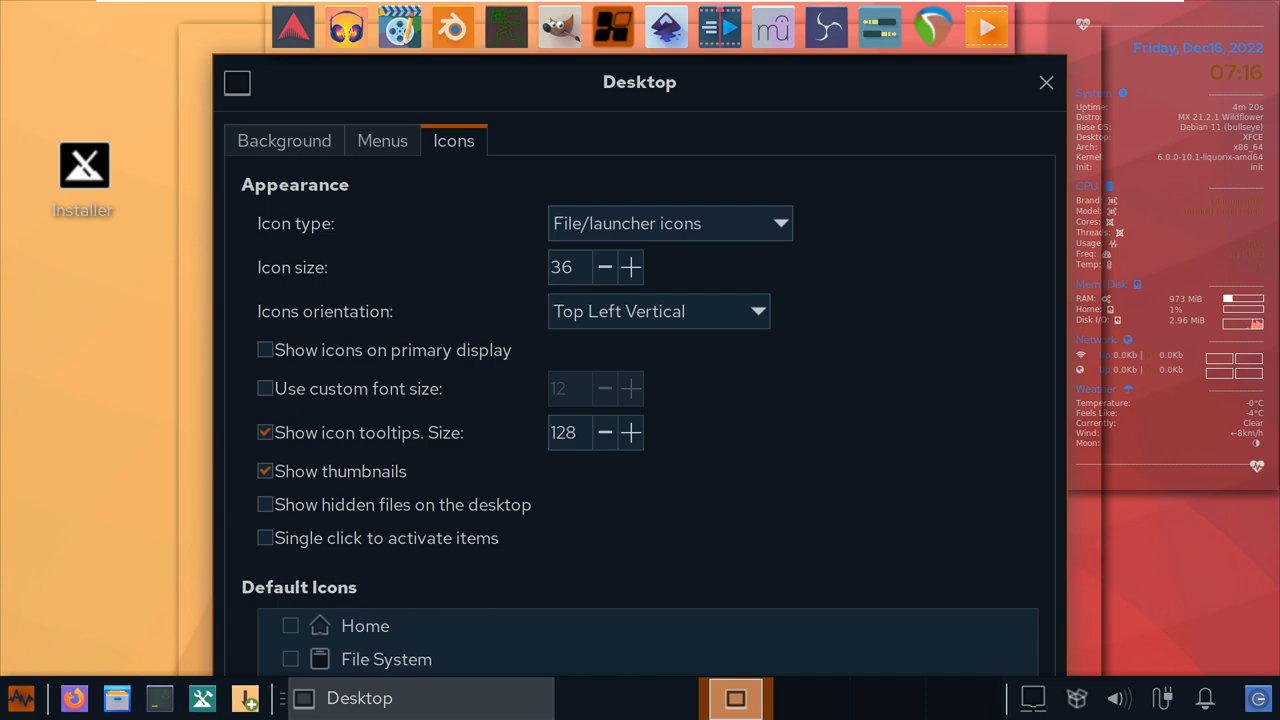 Friday, Dec16, 2022
07:16
Desktop
Background
Menus
Icons
Appearance
Icon type:
File/launcher icons
Icon size:
36
Icons orientation:
Top Left Vertical
Show icons on primary display
Use custom font size:
12
Show icon tooltips. Size:
128
Show thumbnails
Show hidden files on the desktop
Single click to activate items
Default Icons
Home
File System
Installer
System
Uptime: 4m 20s
Distro: MX 21.2.1 Wildflower
Base OS: Debian 11 (bullseye)
Desktop: XFCE
Arch: x86_64
Kernel: 6.0.0-10.1-liquorix-amd64
Init: init
CPU
Brand:
Model:
Cores:
Threads:
Usage:
Freq:
Temp:
RAM: 973 MiB
Home: 1%
Disk I/O: 2.96 MiB
Network
0.0Kb | 0.0Kb
0.0Kb | 0.0Kb
Weather
Temperature: -0°C
Feels Like: -4°C
Currently: Clear
Wind: ←8km/h
Moon:
Desktop